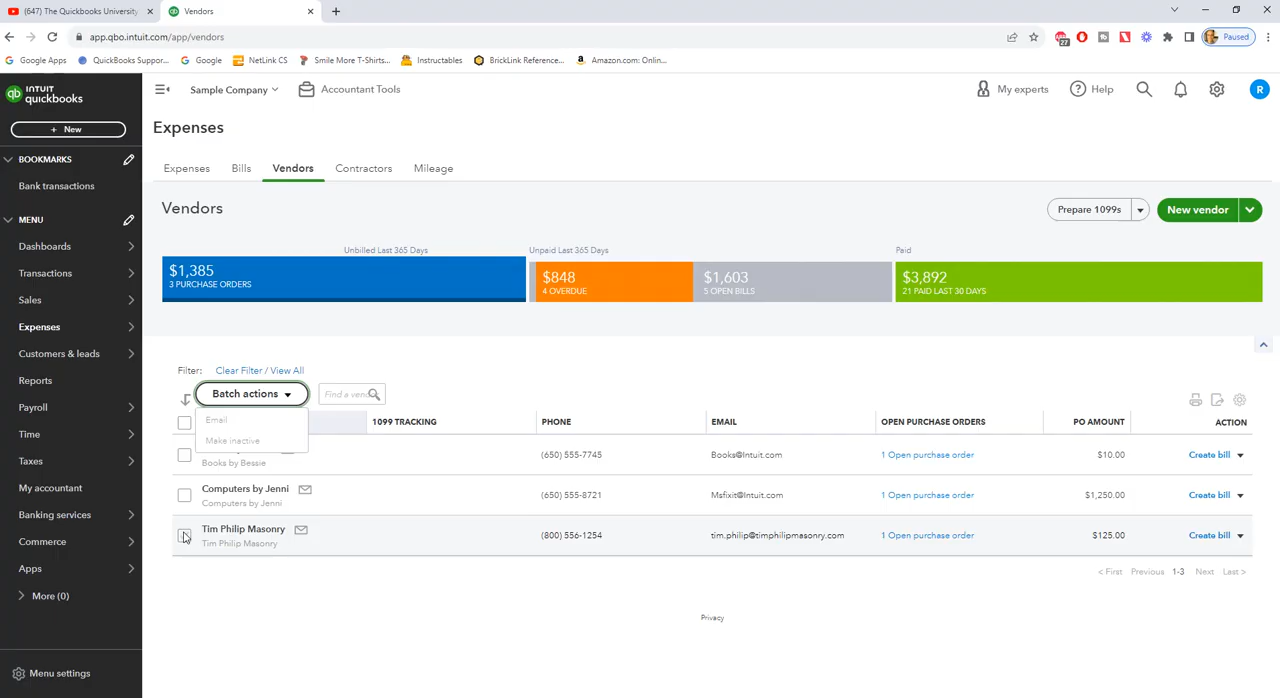 (647) The Quickbooks University
Vendors
app.qbo.intuit.com/app/vendors
27
Paused
Google Apps
QuickBooks Suppor...
Google
NetLink CS
Smile More T-Shirts...
Instructables
BrickLink Reference...
Amazon.com: Onlin...
INTUIT
quickbooks
Sample Company
Accountant Tools
My experts
Help
R
+ New
Expenses
BOOKMARKS
Bank transactions
MENU
Dashboards
Transactions
Sales
Expenses
Customers & leads
Reports
Payroll
Time
Taxes
My accountant
Banking services
Commerce
Apps
More (0)
Menu settings
Expenses
Bills
Vendors
Contractors
Mileage
Vendors
Prepare 1099s
New vendor
Unbilled Last 365 Days
Unpaid Last 365 Days
Paid
$1,385
3 PURCHASE ORDERS
$848
4 OVERDUE
$1,603
5 OPEN BILLS
$3,892
21 PAID LAST 30 DAYS
Filter:
Clear Filter / View All
Batch actions
Email
Make inactive
1099 TRACKING
PHONE
EMAIL
OPEN PURCHASE ORDERS
PO AMOUNT
ACTION
Books by Bessie
(650) 555-7745
Books@Intuit.com
1 Open purchase order
$10.00
Create bill
Computers by Jenni
Computers by Jenni
(650) 555-8721
Msfixit@Intuit.com
1 Open purchase order
$1,250.00
Create bill
Tim Philip Masonry
Tim Philip Masonry
(800) 556-1254
tim.philip@timphilipmasonry.com
1 Open purchase order
$125.00
Create bill
< First
Previous
1-3
Next
Last >
Privacy